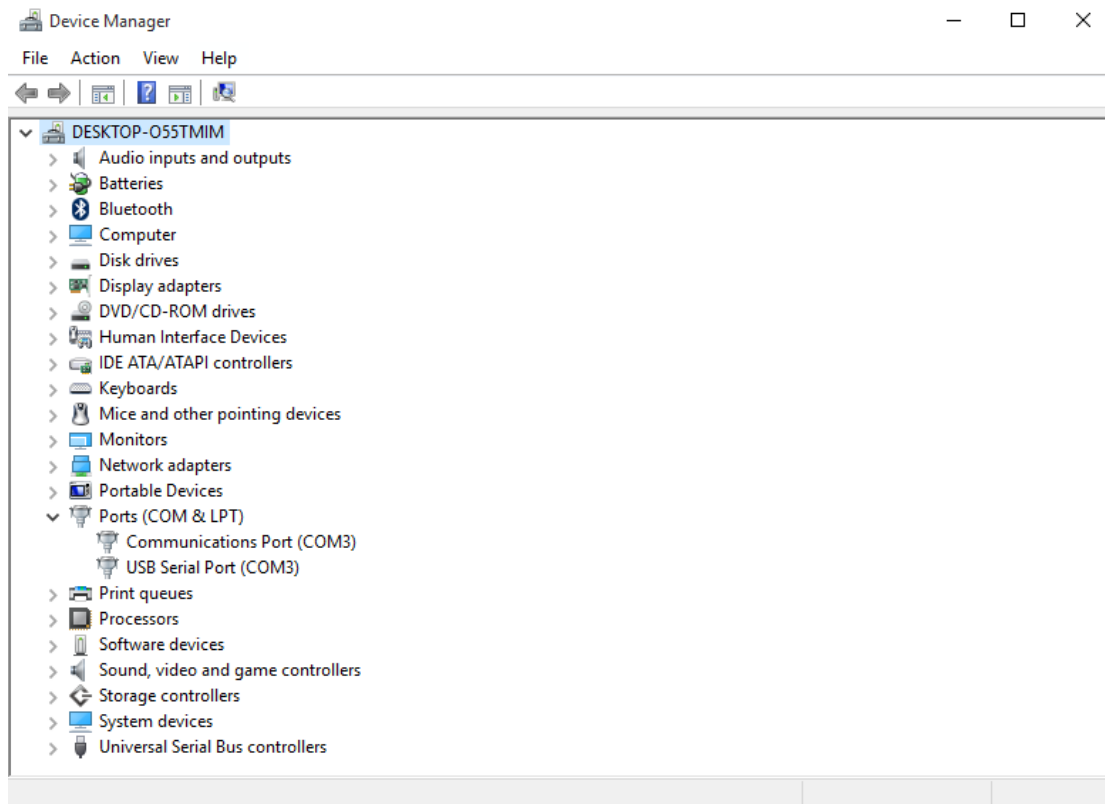 Device Manager
File Action View Help
DESKTOP-O55TMIM
Audio inputs and outputs
Batteries
Bluetooth
Computer
Disk drives
Display adapters
DVD/CD-ROM drives
Human Interface Devices
IDE ATA/ATAPI controllers
Keyboards
Mice and other pointing devices
Monitors
Network adapters
Portable Devices
Ports (COM & LPT)
Communications Port (COM3)
USB Serial Port (COM3)
Print queues
Processors
Software devices
Sound, video and game controllers
Storage controllers
System devices
Universal Serial Bus controllers